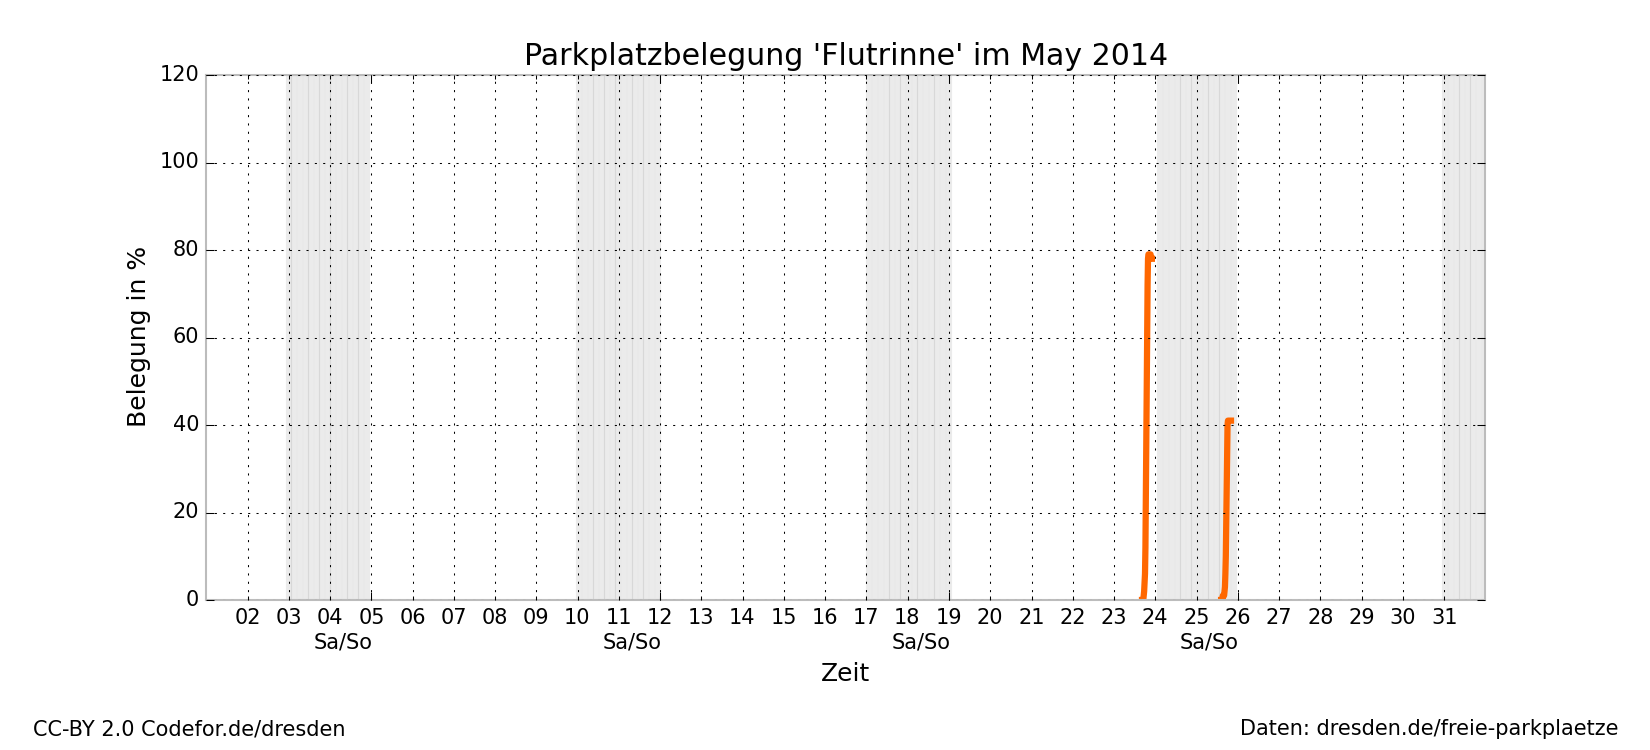 Parkplatzbelegung 'Flutrinne' im May 2014
120
100
80
60
40
20
0
Belegung in %
02 03 04 05 06 07 08 09 10 11 12 13 14 15 16 17 18 19 20 21 22 23 24 25 26 27 28 29 30 31
Sa/So Sa/So Sa/So Sa/So
Zeit
CC-BY 2.0 Codefor.de/dresden
Daten: dresden.de/freie-parkplaetze